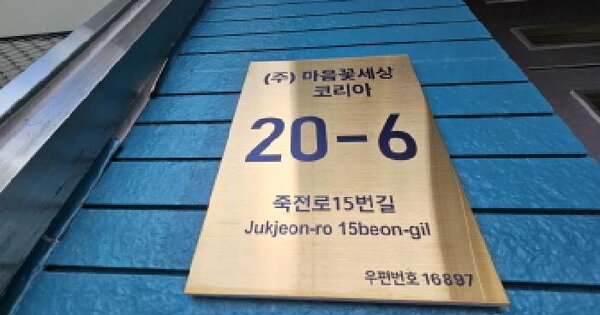 (주) 마음꽃세상
코리아
20-6
죽전로15번길
Jukjeon-ro 15beon-gil
우편번호 16897